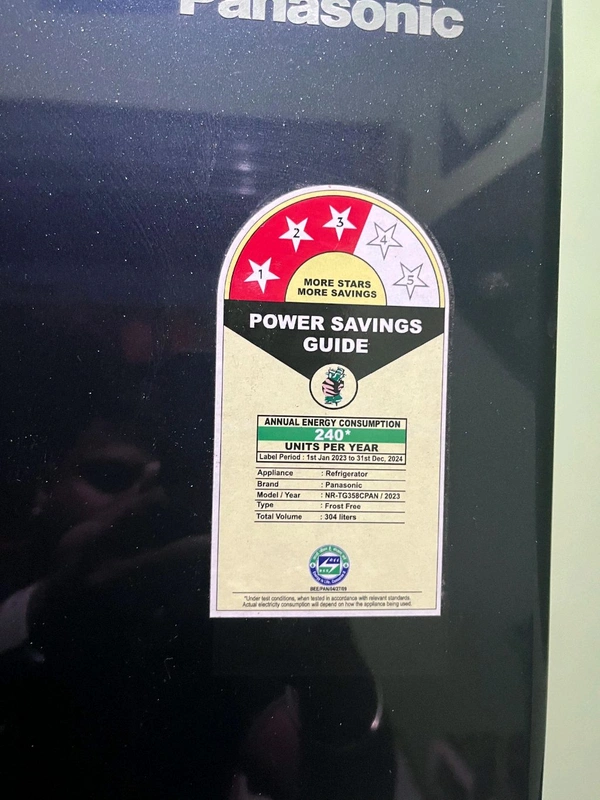 Panasonic
1 2 3 4 5
MORE STARS
MORE SAVINGS
POWER SAVINGS
GUIDE
ANNUAL ENERGY CONSUMPTION
240*
UNITS PER YEAR
Label Period : 1st Jan 2023 to 31st Dec, 2024
Appliance : Refrigerator
Brand : Panasonic
Model / Year : NR-TG358CPAN / 2023
Type : Frost Free
Total Volume : 304 liters
*Under test conditions, when tested in accordance with relevant standards.
Actual electricity consumption will depend on how the appliance being used.